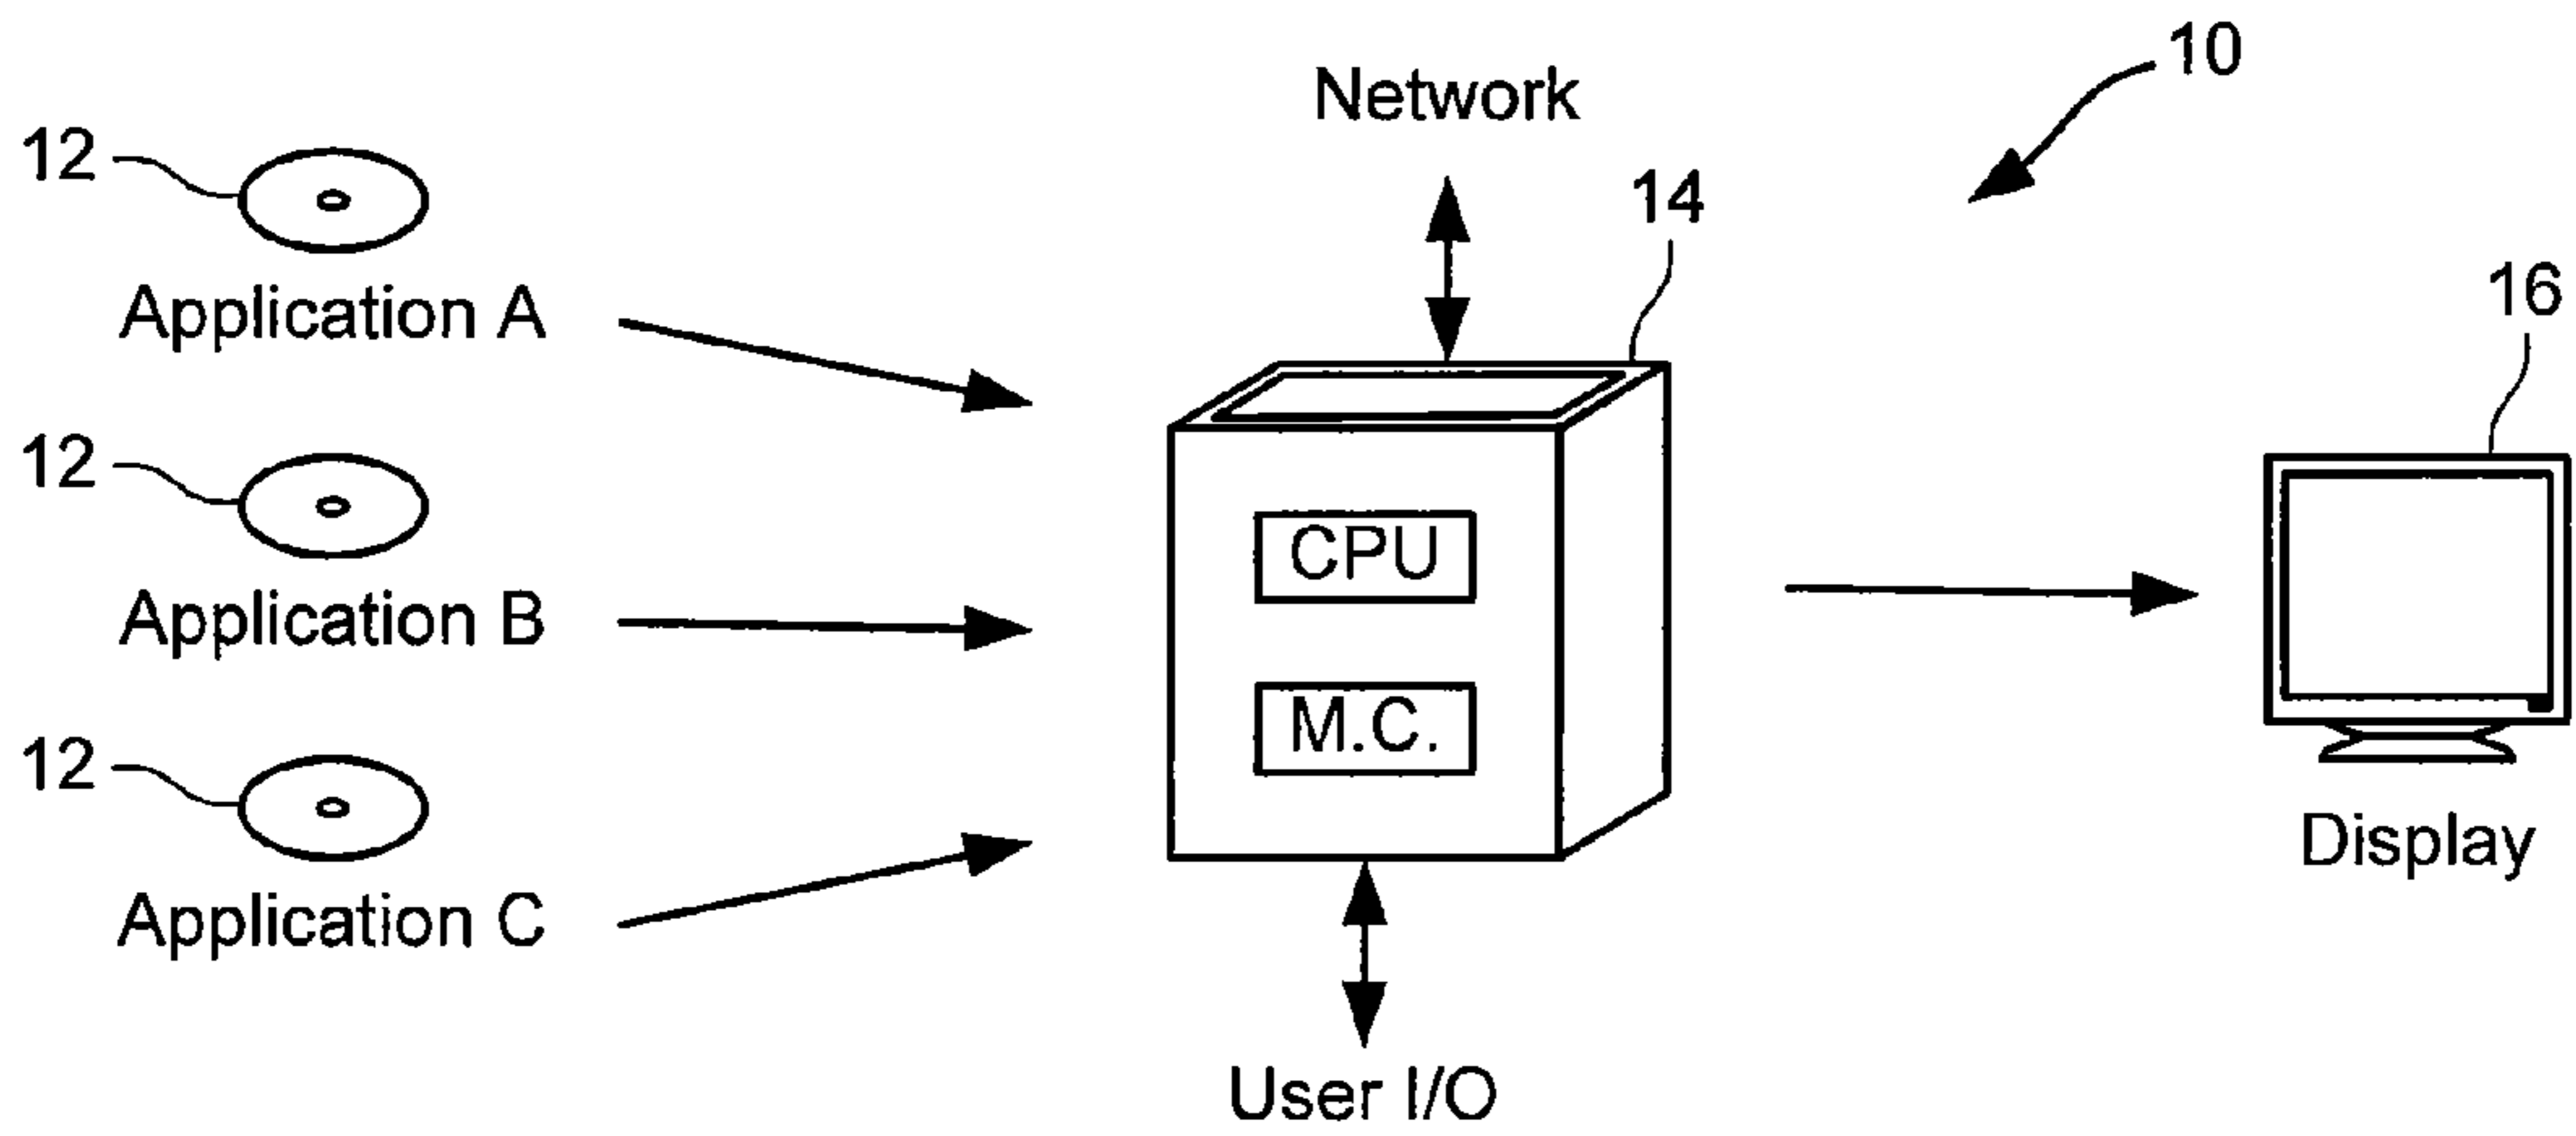 10
Network
12
14
Application A
16
12
CPU
Application B
M.C.
12
Display
Application C
User I/O